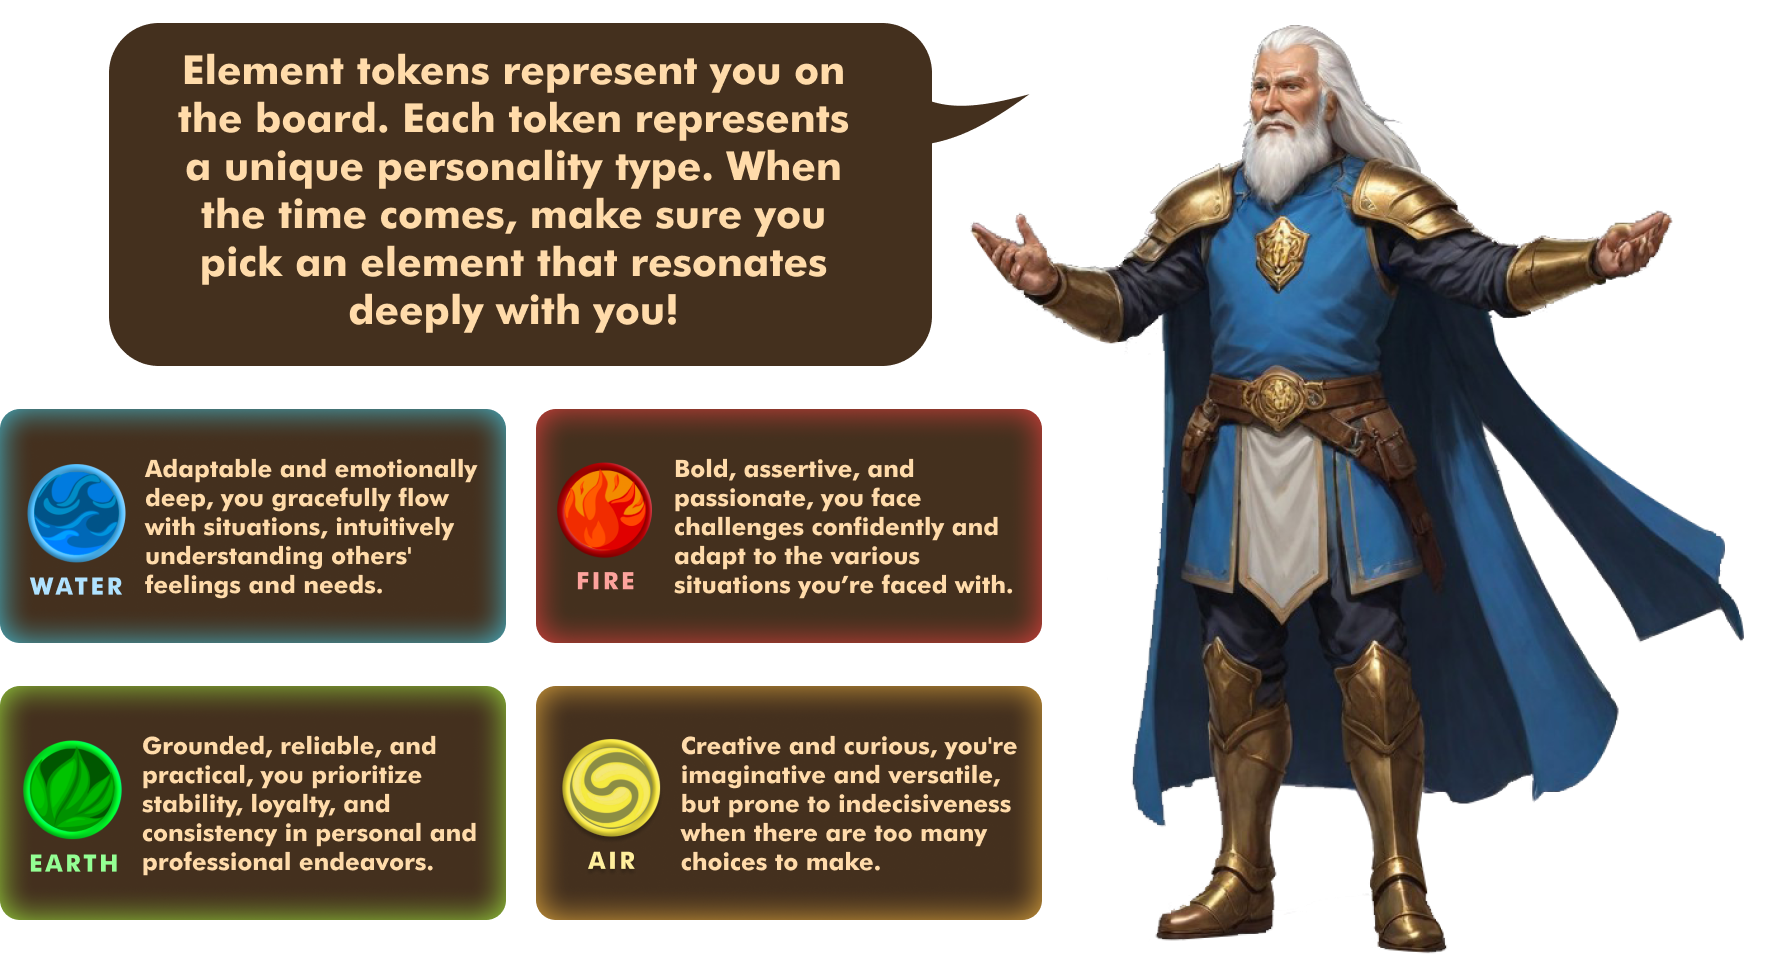 Element tokens represent you on
the board. Each token represents
a unique personality type. When
the time comes, make sure you
pick an element that resonates
deeply with you!
Adaptable and emotionally
deep, you gracefully flow
with situations, intuitively
understanding others'
feelings and needs.
WATER
Bold, assertive, and
passionate, you face
challenges confidently and
adapt to the various
situations you’re faced with.
FIRE
Grounded, reliable, and
practical, you prioritize
stability, loyalty, and
consistency in personal and
professional endeavors.
EARTH
Creative and curious, you're
imaginative and versatile,
but prone to indecisiveness
when there are too many
choices to make.
AIR